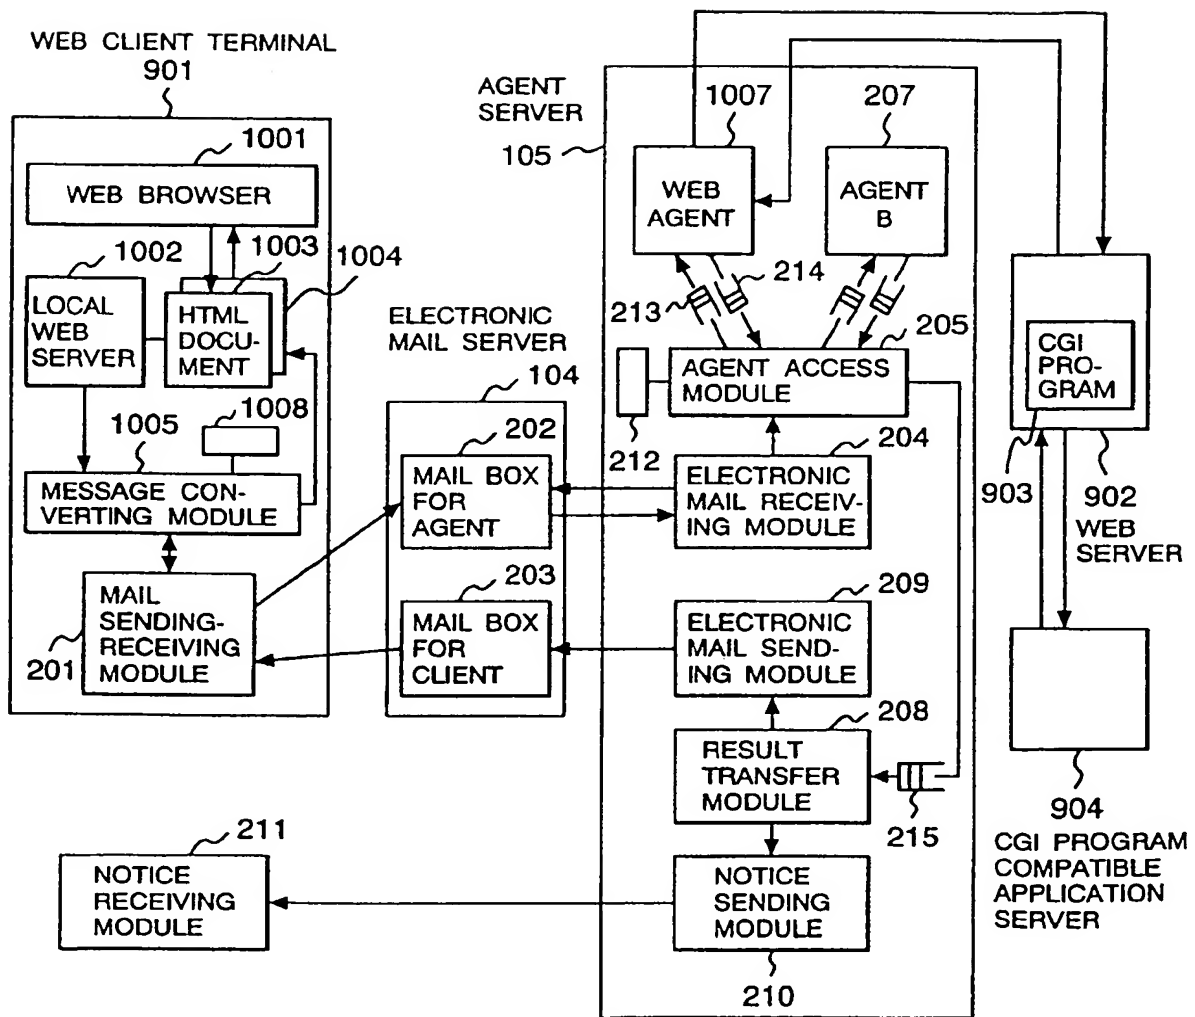 WEB CLIENT TERMINAL
901
1001
WEB BROWSER
1002
1003
1004
LOCAL
WEB
SERVER
HTML
DOCU-
MENT
1005
1008
MESSAGE CON-
VERTING MODULE
MAIL
SENDING-
RECEIVING
MODULE
201
ELECTRONIC
MAIL SERVER
104
202
MAIL BOX
FOR
AGENT
203
MAIL BOX
FOR
CLIENT
AGENT
SERVER
105
1007
WEB
AGENT
207
AGENT
B
213
214
205
AGENT ACCESS
MODULE
212
204
ELECTRONIC
MAIL RECEIV-
ING MODULE
209
ELECTRONIC
MAIL SEND-
ING MODULE
208
RESULT
TRANSFER
MODULE
215
NOTICE
SENDING
MODULE
210
211
NOTICE
RECEIVING
MODULE
CGI
PRO-
GRAM
903
902
WEB
SERVER
904
CGI PROGRAM
COMPATIBLE
APPLICATION
SERVER